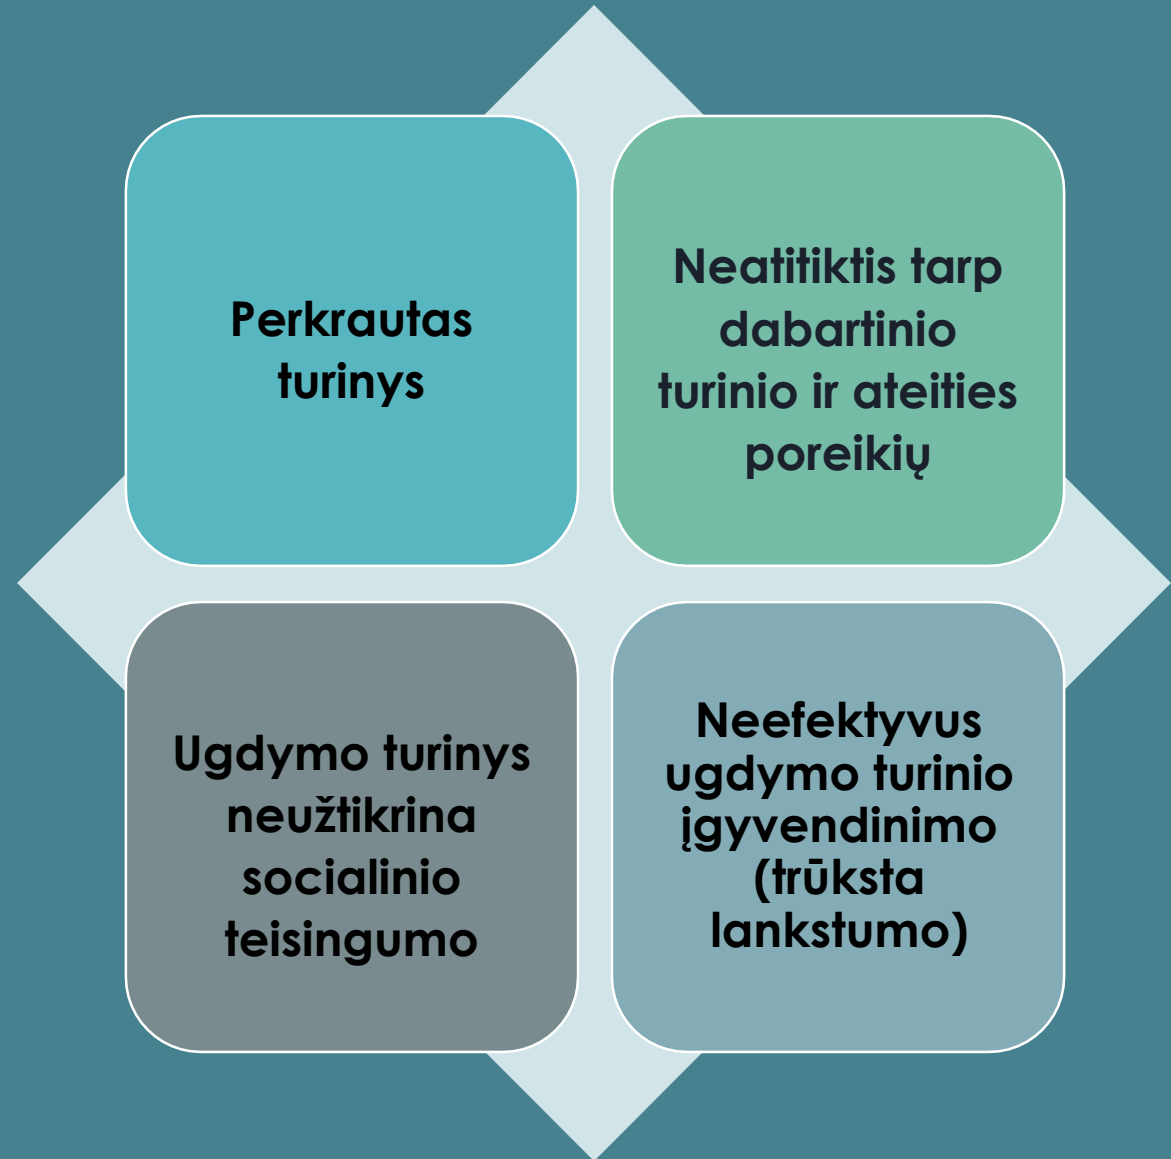 Perkrautas
turinys
Neatitiktis tarp
dabartinio
turinio ir ateities
poreikių
Ugdymo turinys
neužtikrina
socialinio
teisingumo
Neefektyvus
ugdymo turinio
įgyvendinimo
(trūksta
lankstumo)